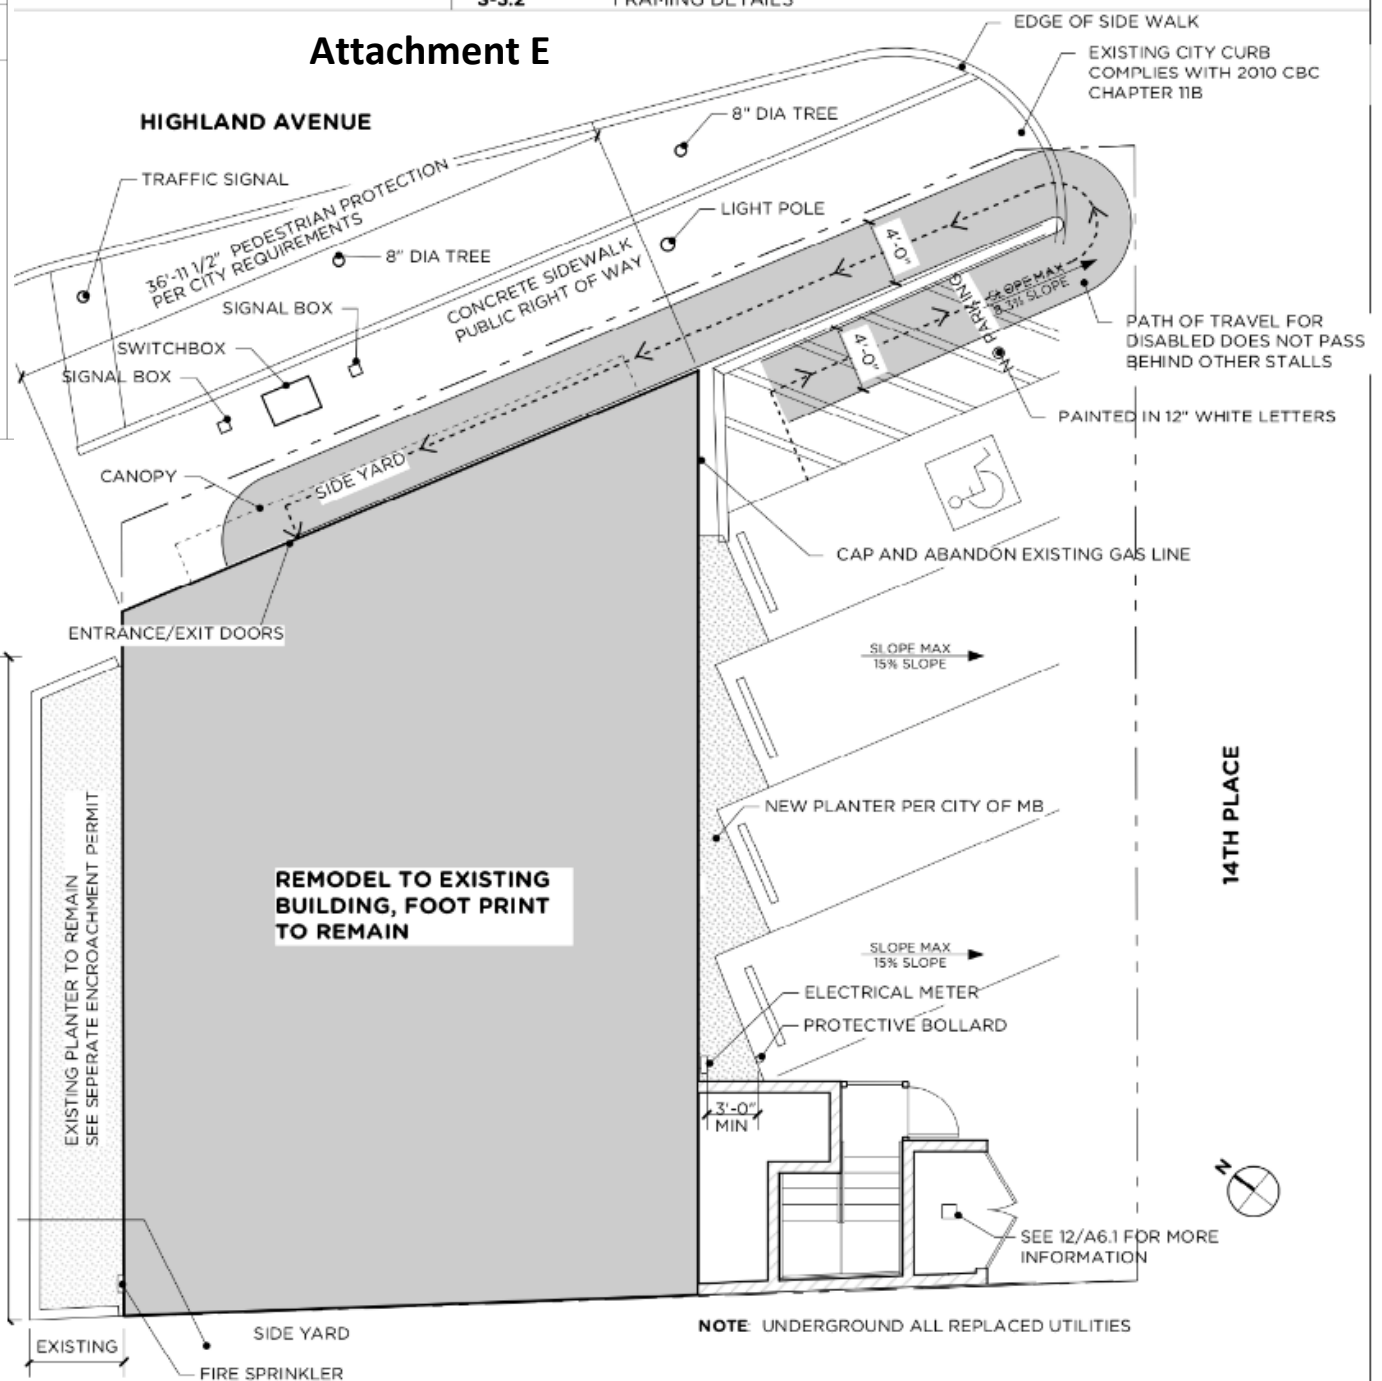 S-3.2 FRAMING DETAILS
Attachment E
EDGE OF SIDE WALK
EXISTING CITY CURB
COMPLIES WITH 2010 CBC
CHAPTER 11B
HIGHLAND AVENUE
8" DIA TREE
TRAFFIC SIGNAL
36'-11 1/2" PEDESTRIAN PROTECTION
PER CITY REQUIREMENTS
LIGHT POLE
8" DIA TREE
CONCRETE SIDEWALK
PUBLIC RIGHT OF WAY
4'-0"
SIGNAL BOX
SLOPE MAX
8.3% SLOPE
NO PARKING
PATH OF TRAVEL FOR
DISABLED DOES NOT PASS
BEHIND OTHER STALLS
SWITCHBOX
4'-0"
SIGNAL BOX
PAINTED IN 12" WHITE LETTERS
CANOPY
SIDE YARD
CAP AND ABANDON EXISTING GAS LINE
ENTRANCE/EXIT DOORS
SLOPE MAX
15% SLOPE
14TH PLACE
NEW PLANTER PER CITY OF MB
EXISTING PLANTER TO REMAIN
SEE SEPERATE ENCROACHMENT PERMIT
REMODEL TO EXISTING
BUILDING, FOOT PRINT
TO REMAIN
SLOPE MAX
15% SLOPE
ELECTRICAL METER
PROTECTIVE BOLLARD
3'-0"
MIN
N
SEE 12/A6.1 FOR MORE
INFORMATION
NOTE: UNDERGROUND ALL REPLACED UTILITIES
SIDE YARD
EXISTING
FIRE SPRINKLER